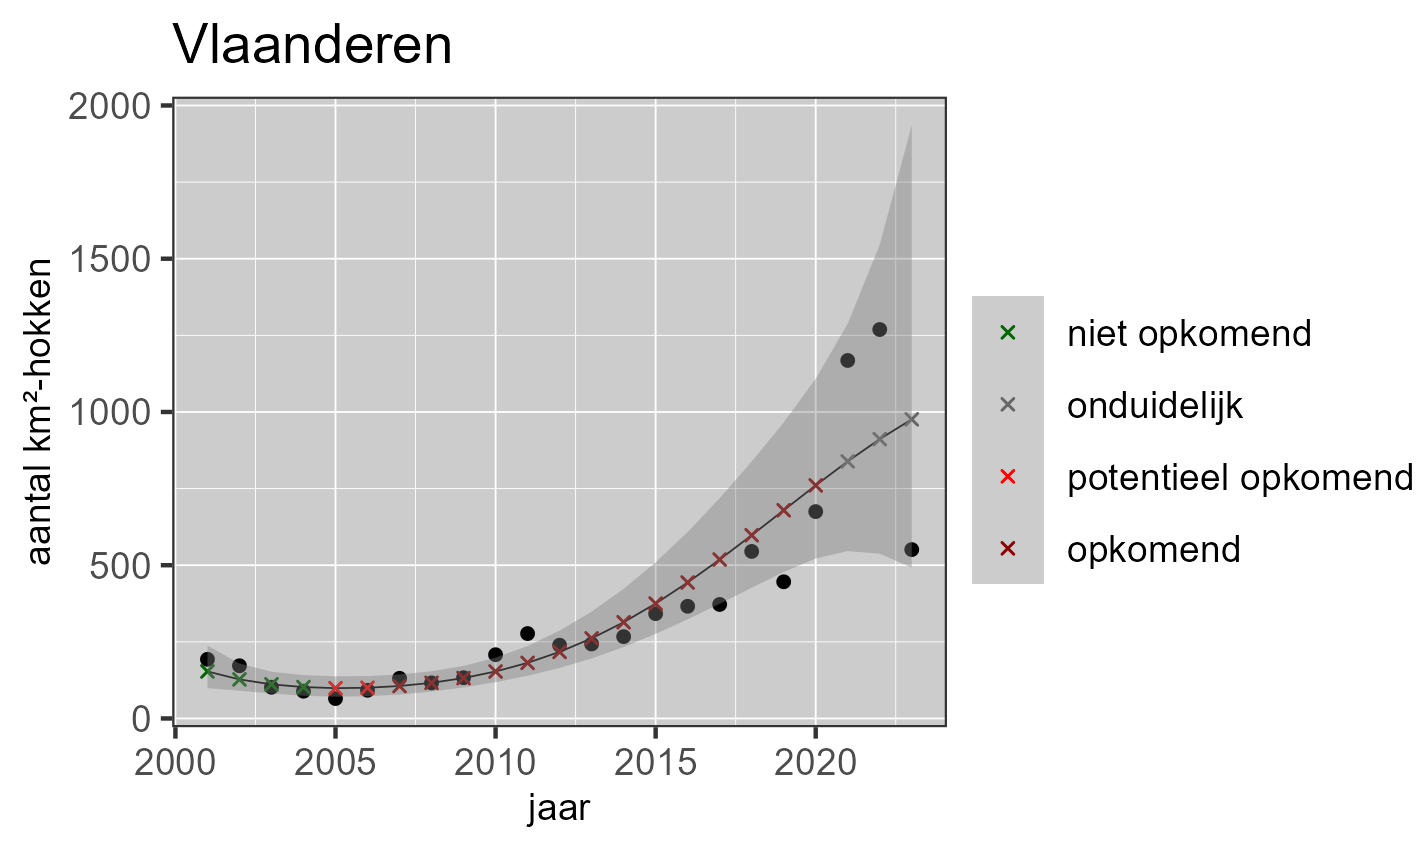 Vlaanderen
2000
1500
1000
500
0
aantal km²-hokken
2000 2005 2010 2015 2020
jaar
niet opkomend
onduidelijk
potentieel opkomend
opkomend